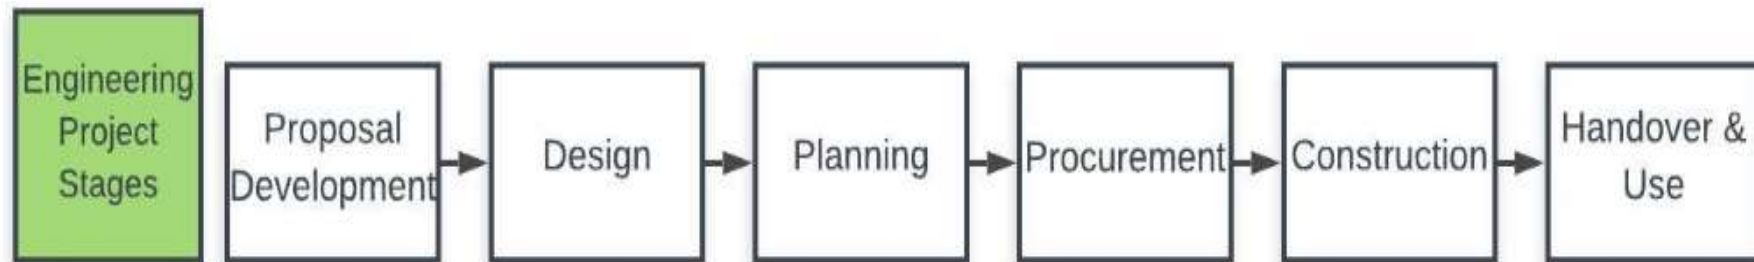 Engineering
Project
Stages
Proposal
Development
Design
Planning
Procurement
Construction
Handover &
Use